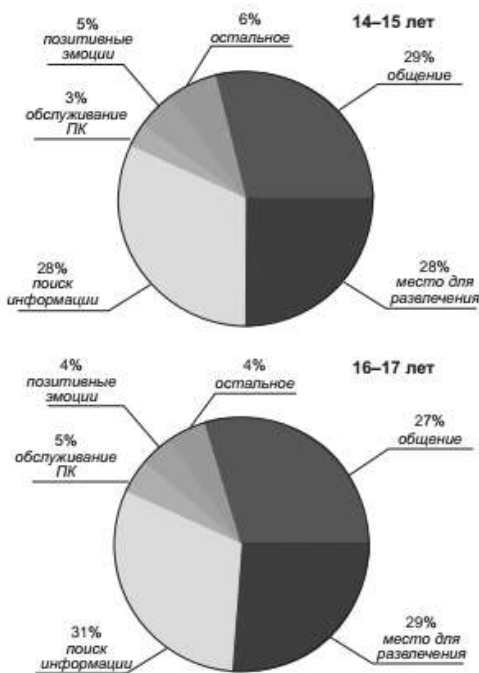 14–15 лет
5%
позитивные
эмоции
6%
остальное
29%
общение
3%
обслуживание
ПК
28%
поиск
информации
28%
место для
развлечения
16–17 лет
4%
позитивные
эмоции
4%
остальное
27%
общение
5%
обслуживание
ПК
31%
поиск
информации
29%
место для
развлечения